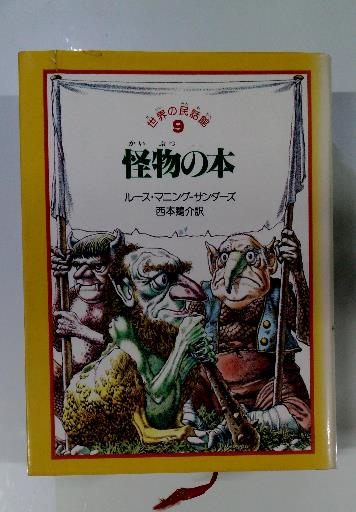 世界の民話館
9
かいぶつ
怪物の本
ルース・マニング=サンダーズ
西本鶏介訳